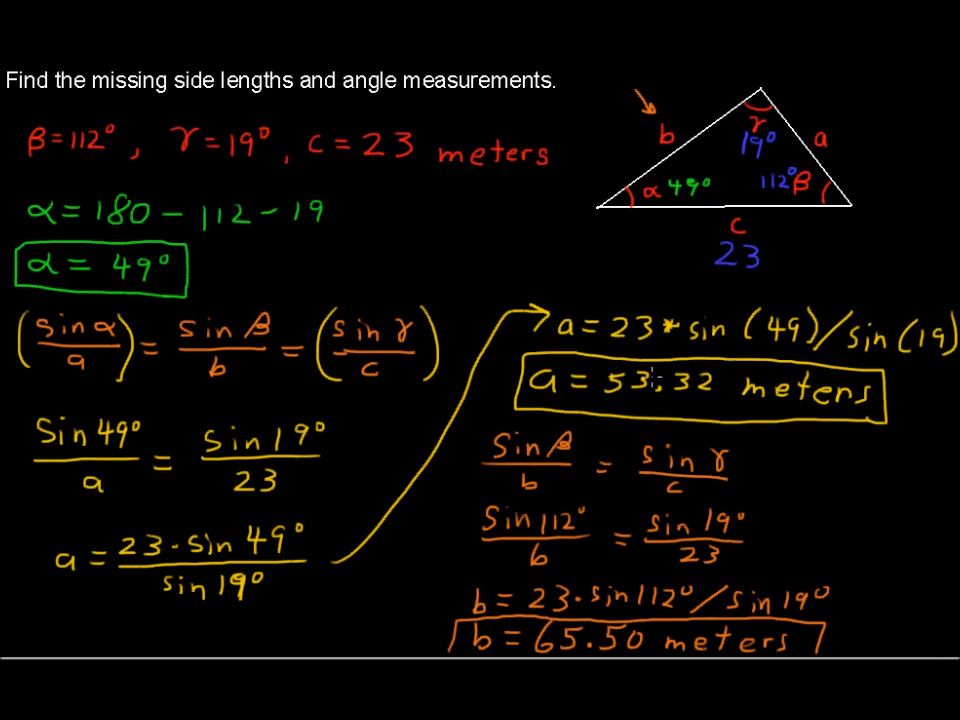 Find the missing side lengths and angle measurements.
β = 112°, γ = 19°, c = 23 meters
α = 180 - 112 - 19
α = 49°
(sin α / a) = sin β / b = (sin γ / c)
sin 49° / a = sin 19° / 23
a = 23 · sin 49° / sin 19°
b
γ
19°
a
α 49°
112° β
c
23
a = 23 * sin (49) / sin (19)
a = 53.32 meters
sin β / b = sin γ / c
sin 112° / b = sin 19° / 23
b = 23 · sin 112° / sin 19°
b = 65.50 meters